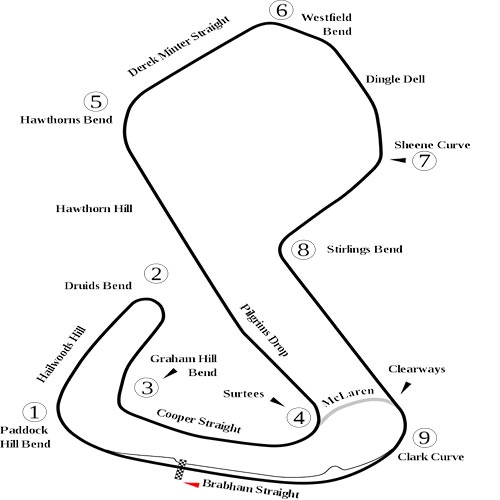 6
Westfield
Bend
Derek Minter Straight
Dingle Dell
5
Hawthorns Bend
Sheene Curve
7
Hawthorn Hill
8
Stirlings Bend
2
Druids Bend
Pilgrims Drop
Hailwoods Hill
Graham Hill
Bend
3
Clearways
Surtees
McLaren
4
1
Paddock
Hill Bend
Cooper Straight
9
Clark Curve
Brabham Straight